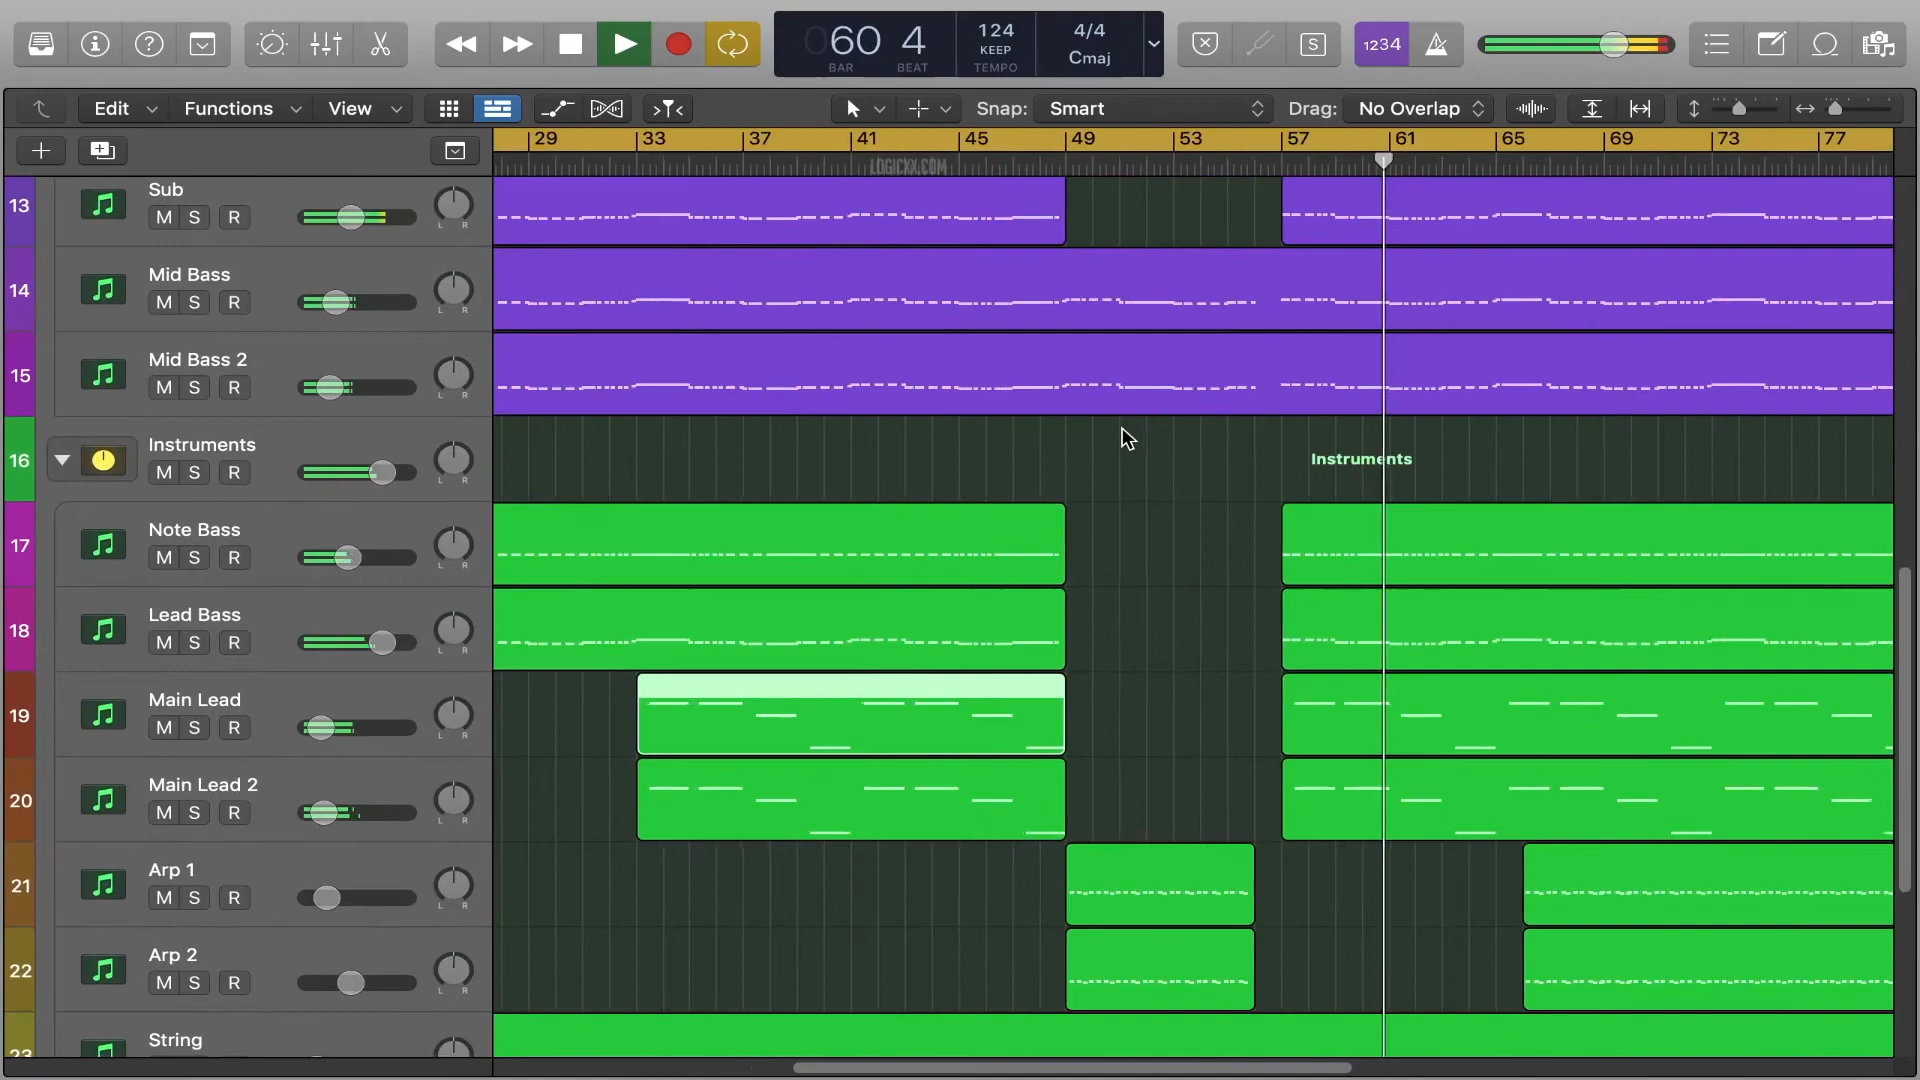 060 4 124 4/4
KEEP Cmaj
BAR BEAT TEMPO
S 1234
Edit Functions View Snap: Smart Drag: No Overlap
29 33 37 41 45 49 53 57 61 65 69 73 77
LOGICXX.COM
13 Sub
M S R L R
14 Mid Bass
M S R L R
15 Mid Bass 2
M S R L R
16 Instruments
M S R L R
Instruments
17 Note Bass
M S R L R
18 Lead Bass
M S R L R
19 Main Lead
M S R L R
20 Main Lead 2
M S R L R
21 Arp 1
M S R L R
22 Arp 2
M S R L R
23 String